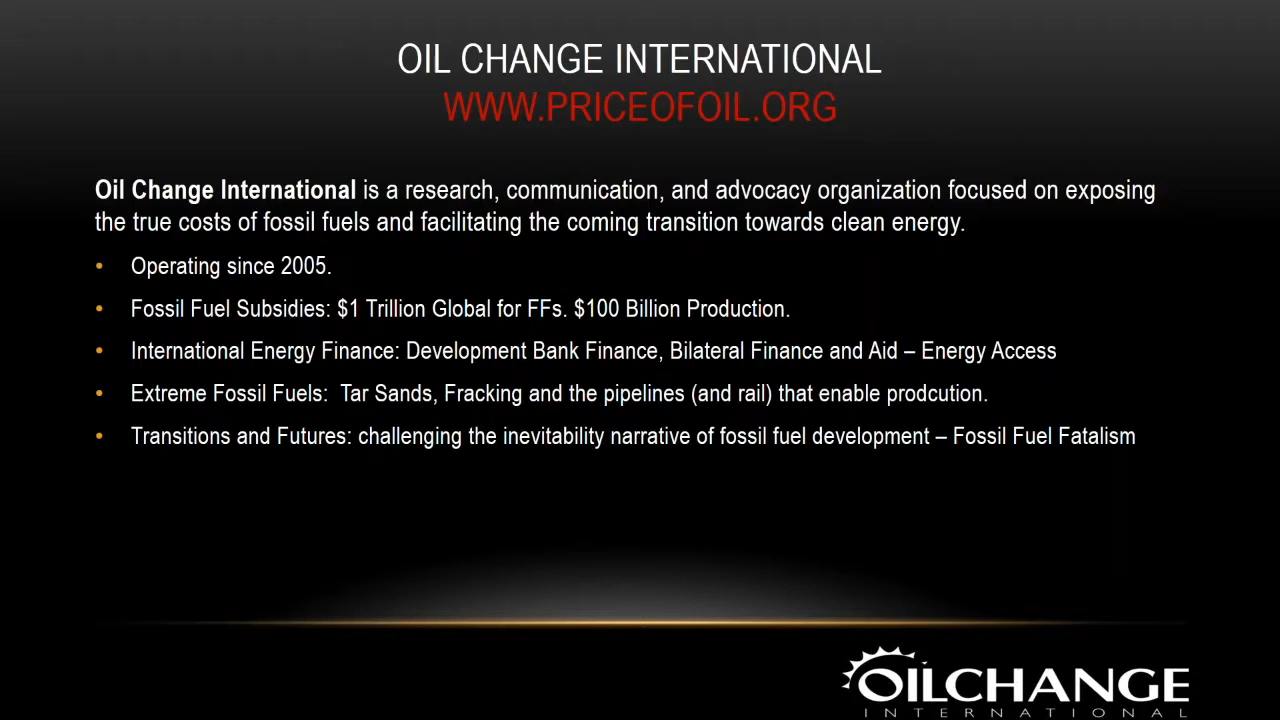 OIL CHANGE INTERNATIONAL
WWW.PRICEOFOIL.ORG
Oil Change International is a research, communication, and advocacy organization focused on exposing
the true costs of fossil fuels and facilitating the coming transition towards clean energy.
• Operating since 2005.
• Fossil Fuel Subsidies: $1 Trillion Global for FFs. $100 Billion Production.
• International Energy Finance: Development Bank Finance, Bilateral Finance and Aid – Energy Access
• Extreme Fossil Fuels:  Tar Sands, Fracking and the pipelines (and rail) that enable prodcution.
• Transitions and Futures: challenging the inevitability narrative of fossil fuel development – Fossil Fuel Fatalism
OILCHANGE
INTERNATIONAL